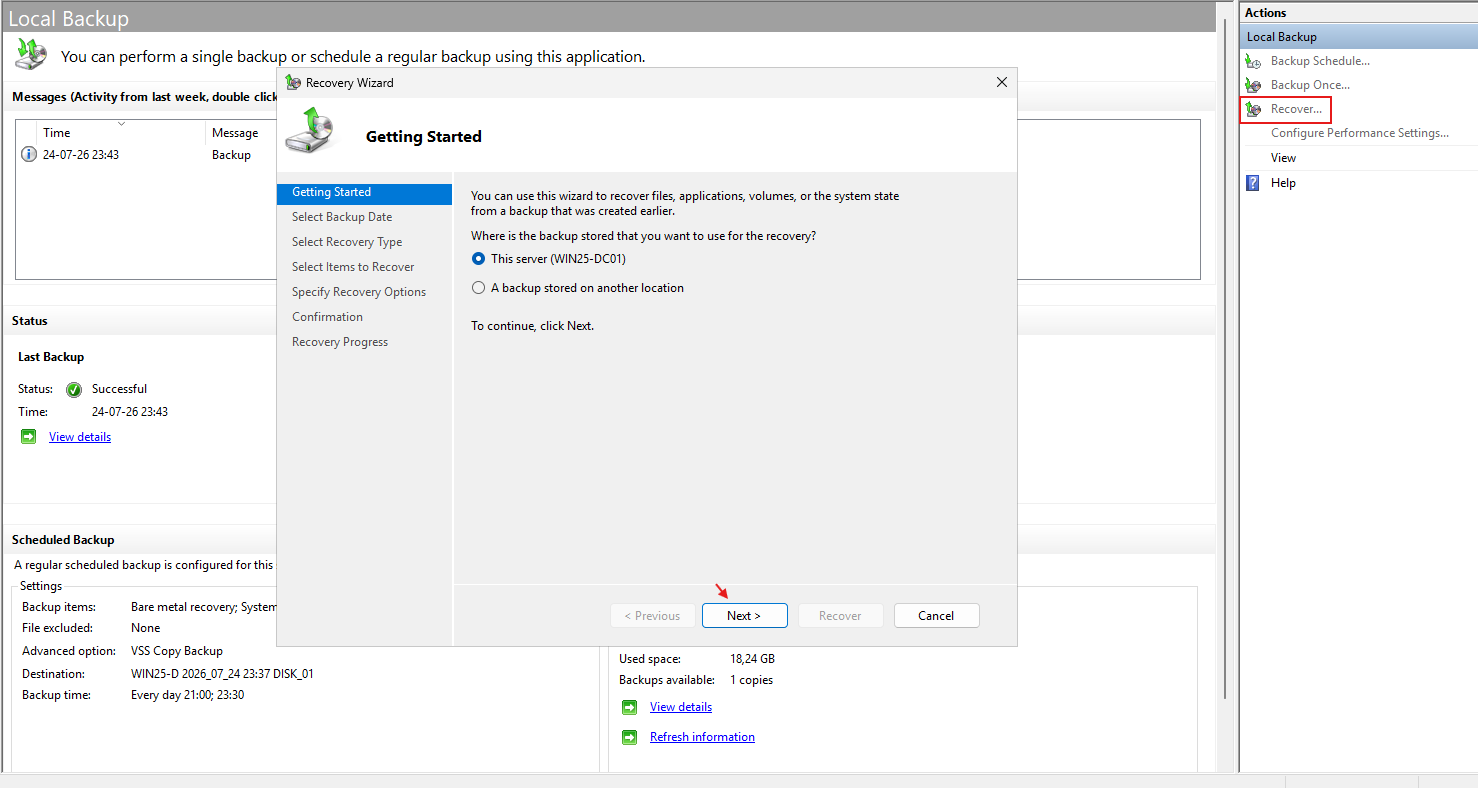 Local Backup
You can perform a single backup or schedule a regular backup using this application.
Messages (Activity from last week, double click
Time
Message
24-07-26 23:43
Backup
Status
Last Backup
Status:
Successful
Time:
24-07-26 23:43
View details
Scheduled Backup
A regular scheduled backup is configured for this
Settings
Backup items:
Bare metal recovery; System
File excluded:
None
Advanced option:
VSS Copy Backup
Destination:
WIN25-D 2026_07_24 23:37 DISK_01
Backup time:
Every day 21:00; 23:30
Used space:
18,24 GB
Backups available:
1 copies
View details
Refresh information
Recovery Wizard
Getting Started
Getting Started
Select Backup Date
Select Recovery Type
Select Items to Recover
Specify Recovery Options
Confirmation
Recovery Progress
You can use this wizard to recover files, applications, volumes, or the system state
from a backup that was created earlier.
Where is the backup stored that you want to use for the recovery?
This server (WIN25-DC01)
A backup stored on another location
To continue, click Next.
< Previous
Next >
Recover
Cancel
Actions
Local Backup
Backup Schedule...
Backup Once...
Recover...
Configure Performance Settings...
View
Help